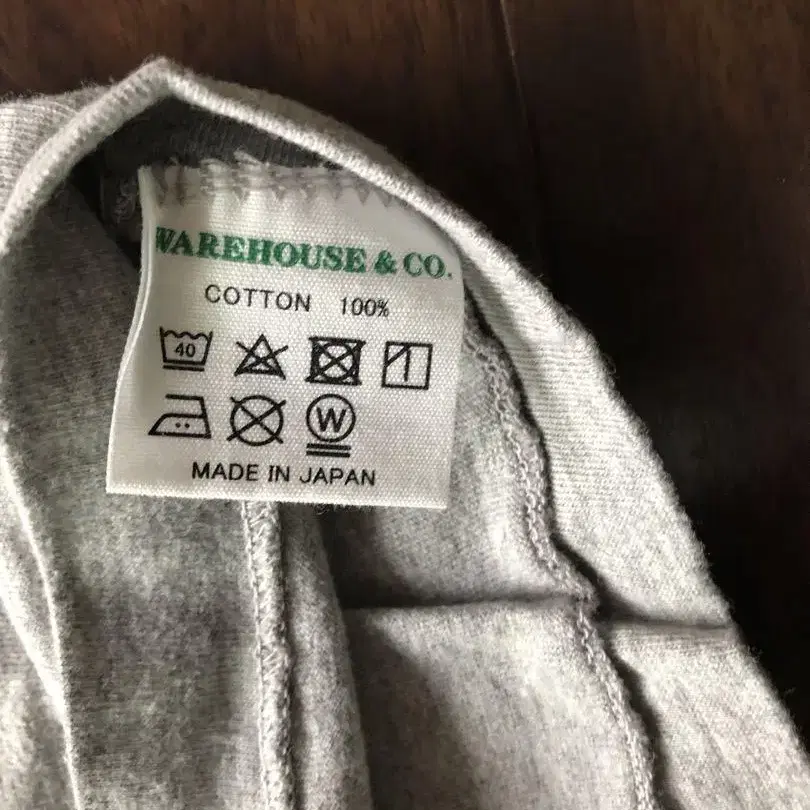 WAREHOUSE & CO.
COTTON 100%
40
W
MADE IN JAPAN